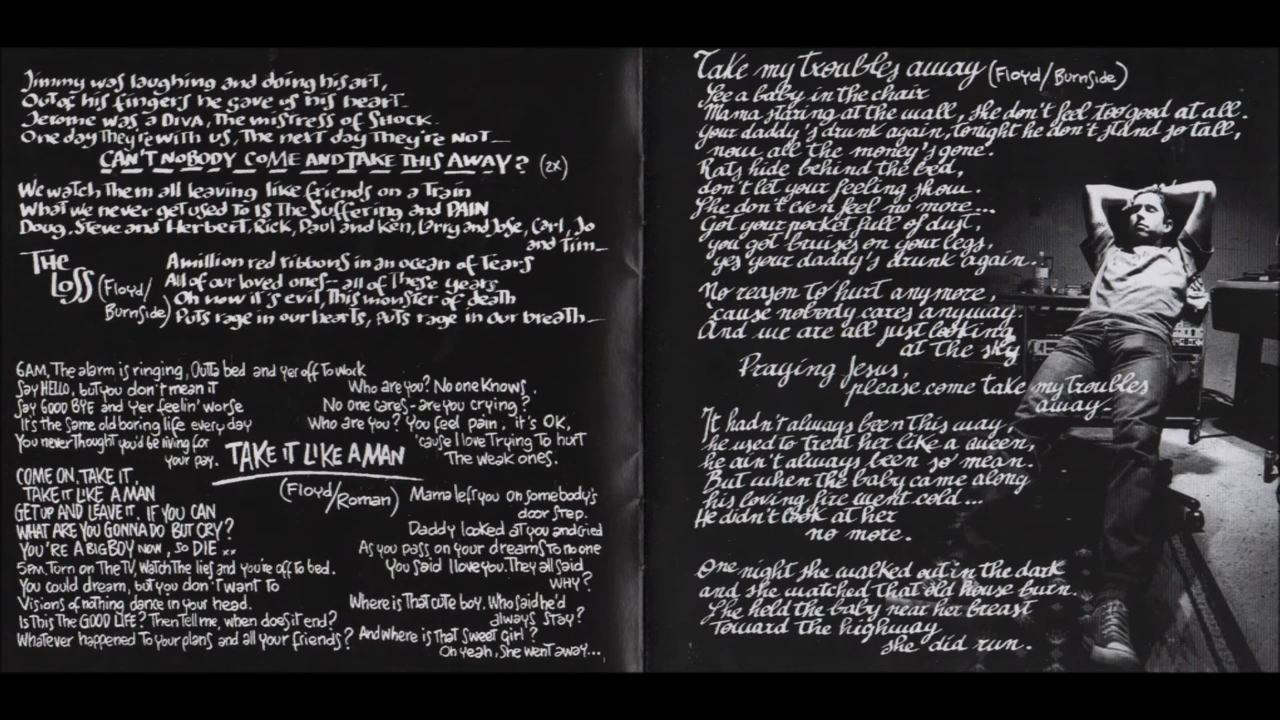 Jimmy was laughing and doing his art,
Out of his fingers he gave us his heart_
Jerome was a DIVA, The mistress of Shock.
One day They're with us, The next day They're NOT_
CAN'T NOBODY COME AND TAKE THIS AWAY? (2x)
We watch Them all leaving like friends on a Train
What we never get used to IS The Suffering and PAIN
Doug, Steve and Herbert, Rick, Paul and Ken, Larry and Jose, Carl, Jo
and Tim_
THE LOSS (Floyd/Burnside)
A million red ribbons in an ocean of Tears
All of our loved ones - all of These years
Oh now it's evil, This monster of death
Puts rage in our hearts, puts rage in our breath_
6AM, The alarm is ringing, Outta bed and yer off To work
Say HELLO, but you don't mean it
Say GOOD BYE and yer feelin' worse
It's the same old boring life every day
You never Thought you'd be living for
your pay.
TAKE IT LIKE A MAN
(Floyd/Roman)
COME ON, TAKE IT,
TAKE IT LIKE A MAN
GET UP AND LEAVE IT, IF YOU CAN
WHAT ARE YOU GONNA DO BUT CRY?
YOU'RE A BIG BOY NOW, SO DIE ..
5PM. Turn on The TV, Watch The lies and you're off To bed.
You could dream, but you don't want to
Visions of nothing dance in your head.
Is This The GOOD LIFE? Then Tell me, when does it end?
Whatever happened To your plans and all your friends?
Who are you? No one Knows,
No one cares - are you crying?
Who are you? You feel pain, it's OK,
'cause I love Trying To hurt
The weak ones.
Mama left you on somebody's
door step.
Daddy looked at you and cried
As you pass on your dreams To no one
You said I love you. They all said
WHY?
Where is That cute boy. Who said he'd
always stay?
And where is That sweet girl?
Oh yeah, She went away...
Take my troubles away (Floyd/Burnside)
See a baby in the chair
Mama staring at the wall, she don't feel too good at all.
Your daddy's drunk again, tonight he don't stand so tall,
now all the money's gone.
Rats hide behind the bed,
don't let your feeling show.
She don't even feel no more...
Got your pocket full of dust,
you got bruises on your legs,
yes your daddy's drunk again.
No reason to hurt anymore,
'cause nobody cares anyway.
And we are all just looking
at the sky
Praying Jesus,
please come take my troubles
away_
It hadn't always been this way,
he used to treat her like a queen,
he ain't always been so mean.
But when the baby came along
his loving fire went cold...
He didn't look at her
no more.
One night she walked out in the dark
and she watched that old house burn.
She held the baby near her breast
Toward the highway
she did run.